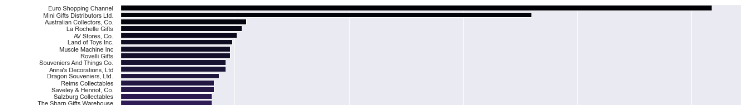 Euro Shopping Channel
Mini Gifts Distributors Ltd.
Australian Collectors, Co.
La Rochelle Gifts
AV Stores, Co.
Land of Toys Inc.
Muscle Machine Inc
Rovelli Gifts
Souveniers And Things Co.
Anna's Decorations, Ltd
Dragon Souveniers, Ltd.
Reims Collectables
Saveley & Henriot, Co.
Salzburg Collectables
The Sharp Gifts Warehouse